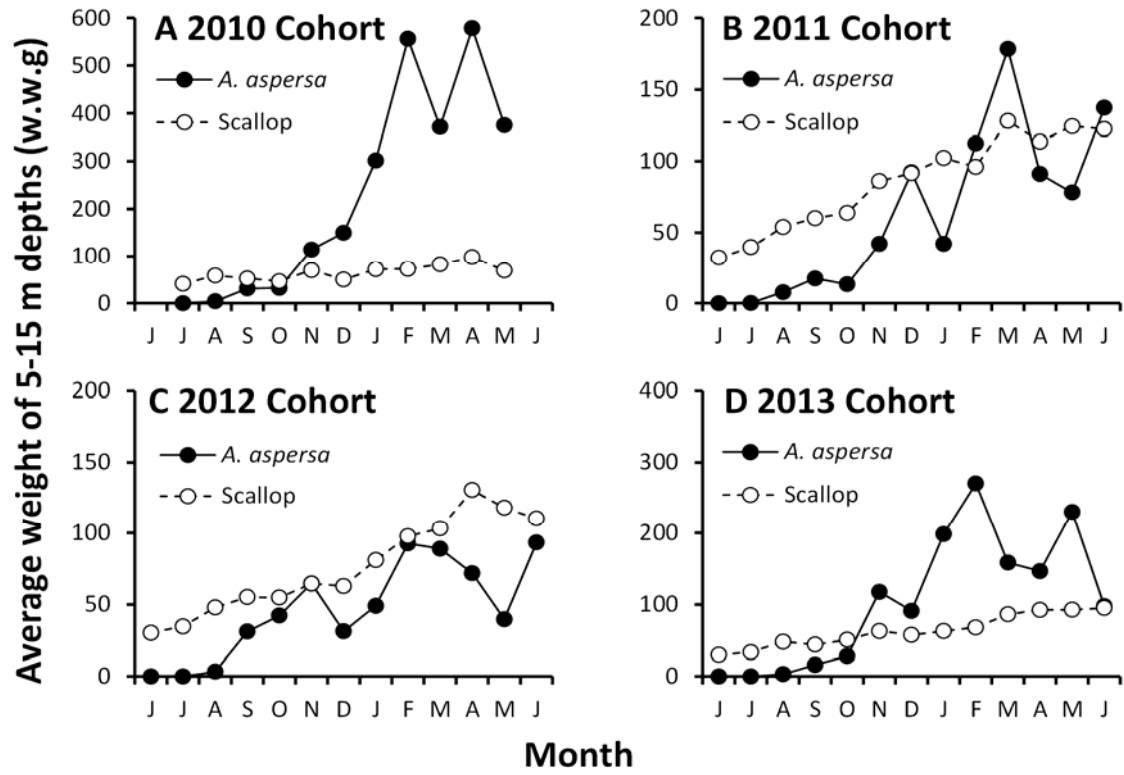 Average weight of 5-15 m depths (w.w.g)
A 2010 Cohort
A. aspersa
Scallop
600
500
400
300
200
100
0
J J A S O N D J F M A M J
B 2011 Cohort
A. aspersa
Scallop
200
150
100
50
0
J J A S O N D J F M A M J
C 2012 Cohort
A. aspersa
Scallop
200
150
100
50
0
J J A S O N D J F M A M J
D 2013 Cohort
A. aspersa
Scallop
400
300
200
100
0
J J A S O N D J F M A M J
Month